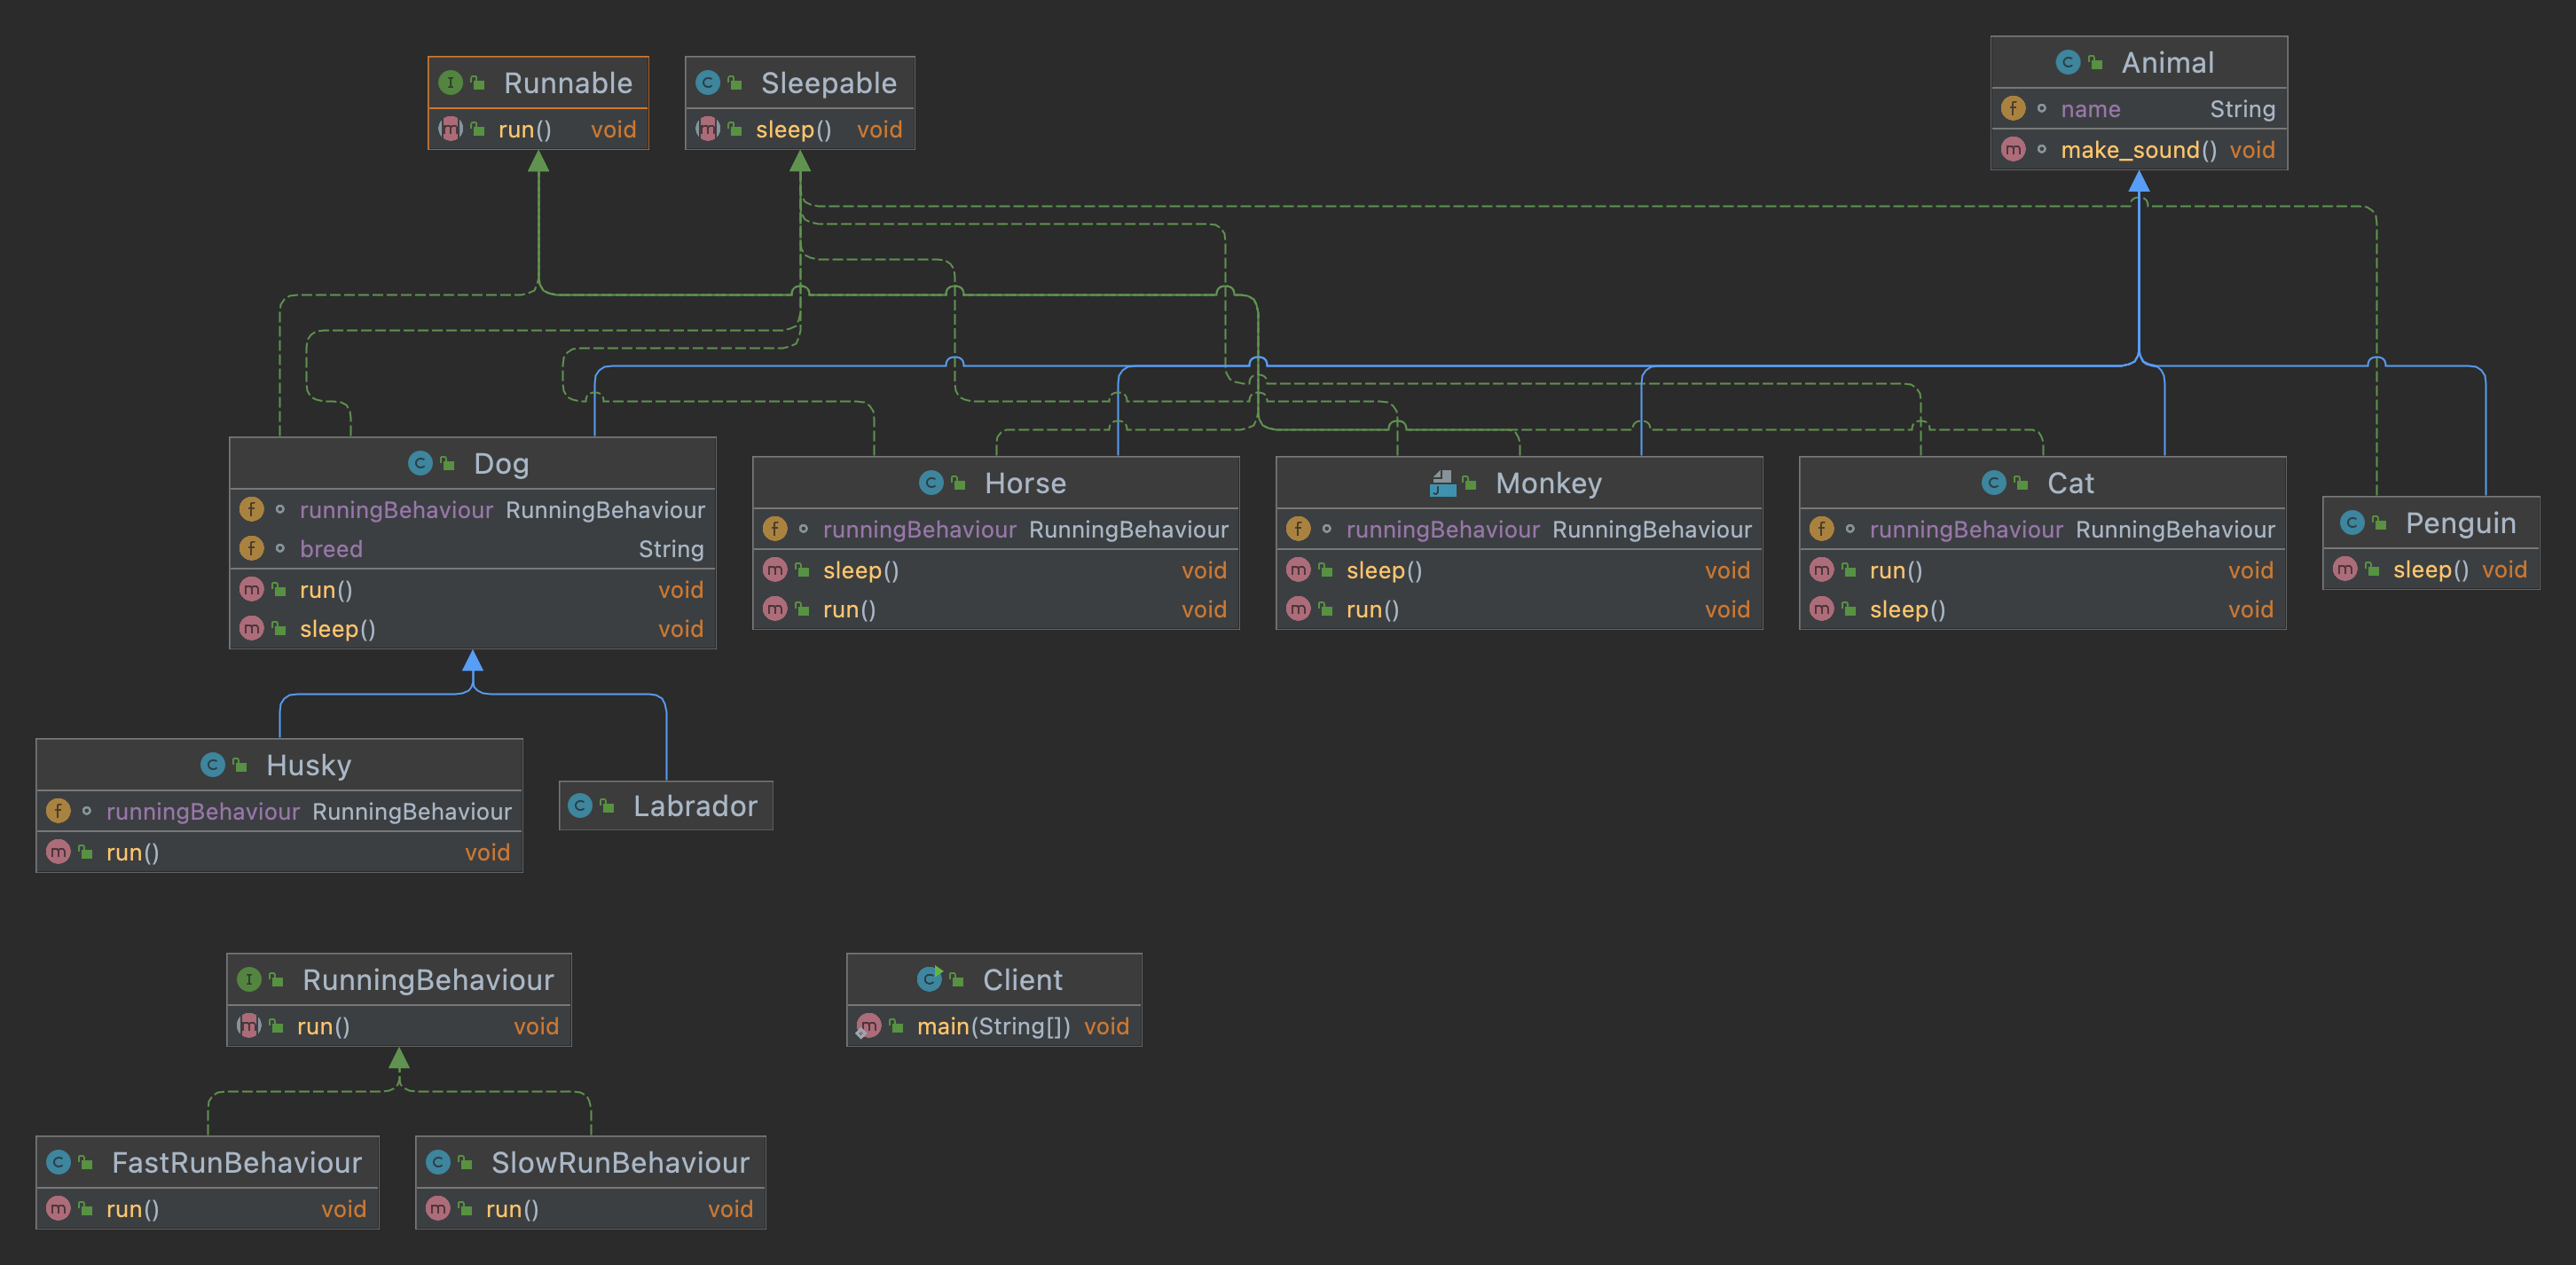 Runnable
run() void
Sleepable
sleep() void
Animal
name String
make_sound() void
Dog
runningBehaviour RunningBehaviour
breed String
run() void
sleep() void
Horse
runningBehaviour RunningBehaviour
sleep() void
run() void
Monkey
runningBehaviour RunningBehaviour
sleep() void
run() void
Cat
runningBehaviour RunningBehaviour
run() void
sleep() void
Penguin
sleep() void
Husky
runningBehaviour RunningBehaviour
run() void
Labrador
RunningBehaviour
run() void
Client
main(String[]) void
FastRunBehaviour
run() void
SlowRunBehaviour
run() void